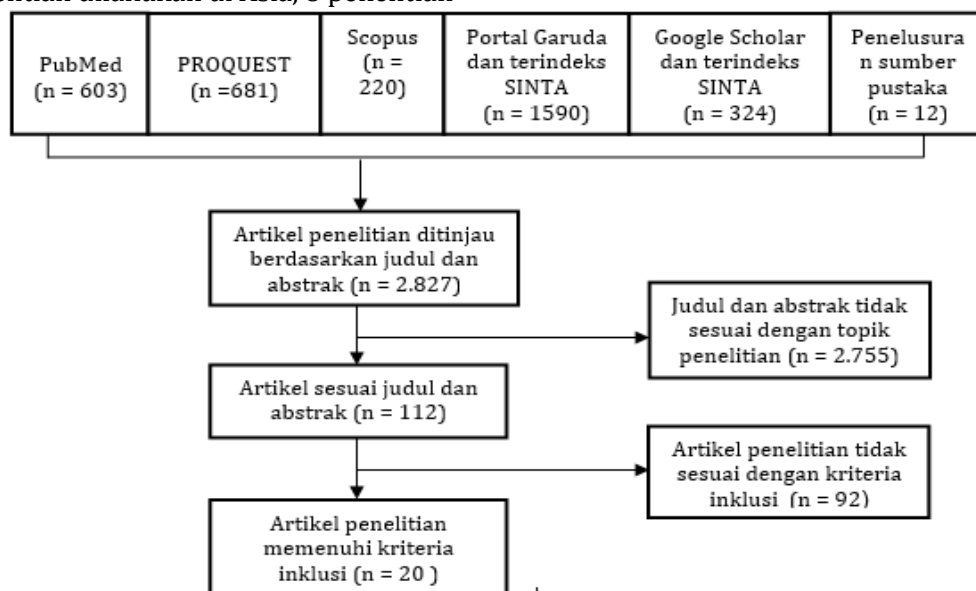 PubMed
(n = 603)
PROQUEST
(n =681)
Scopus
(n =
220)
Portal Garuda
dan terindeks
SINTA
(n = 1590)
Google Scholar
dan terindeks
SINTA
(n = 324)
Penelusura
n sumber
pustaka
(n = 12)
Artikel penelitian ditinjau
berdasarkan judul dan
abstrak (n = 2.827)
Judul dan abstrak tidak
sesuai dengan topik
penelitian (n = 2.755)
Artikel sesuai judul dan
abstrak (n = 112)
Artikel penelitian tidak
sesuai dengan kriteria
inklusi (n = 92)
Artikel penelitian
memenuhi kriteria
inklusi (n = 20 )